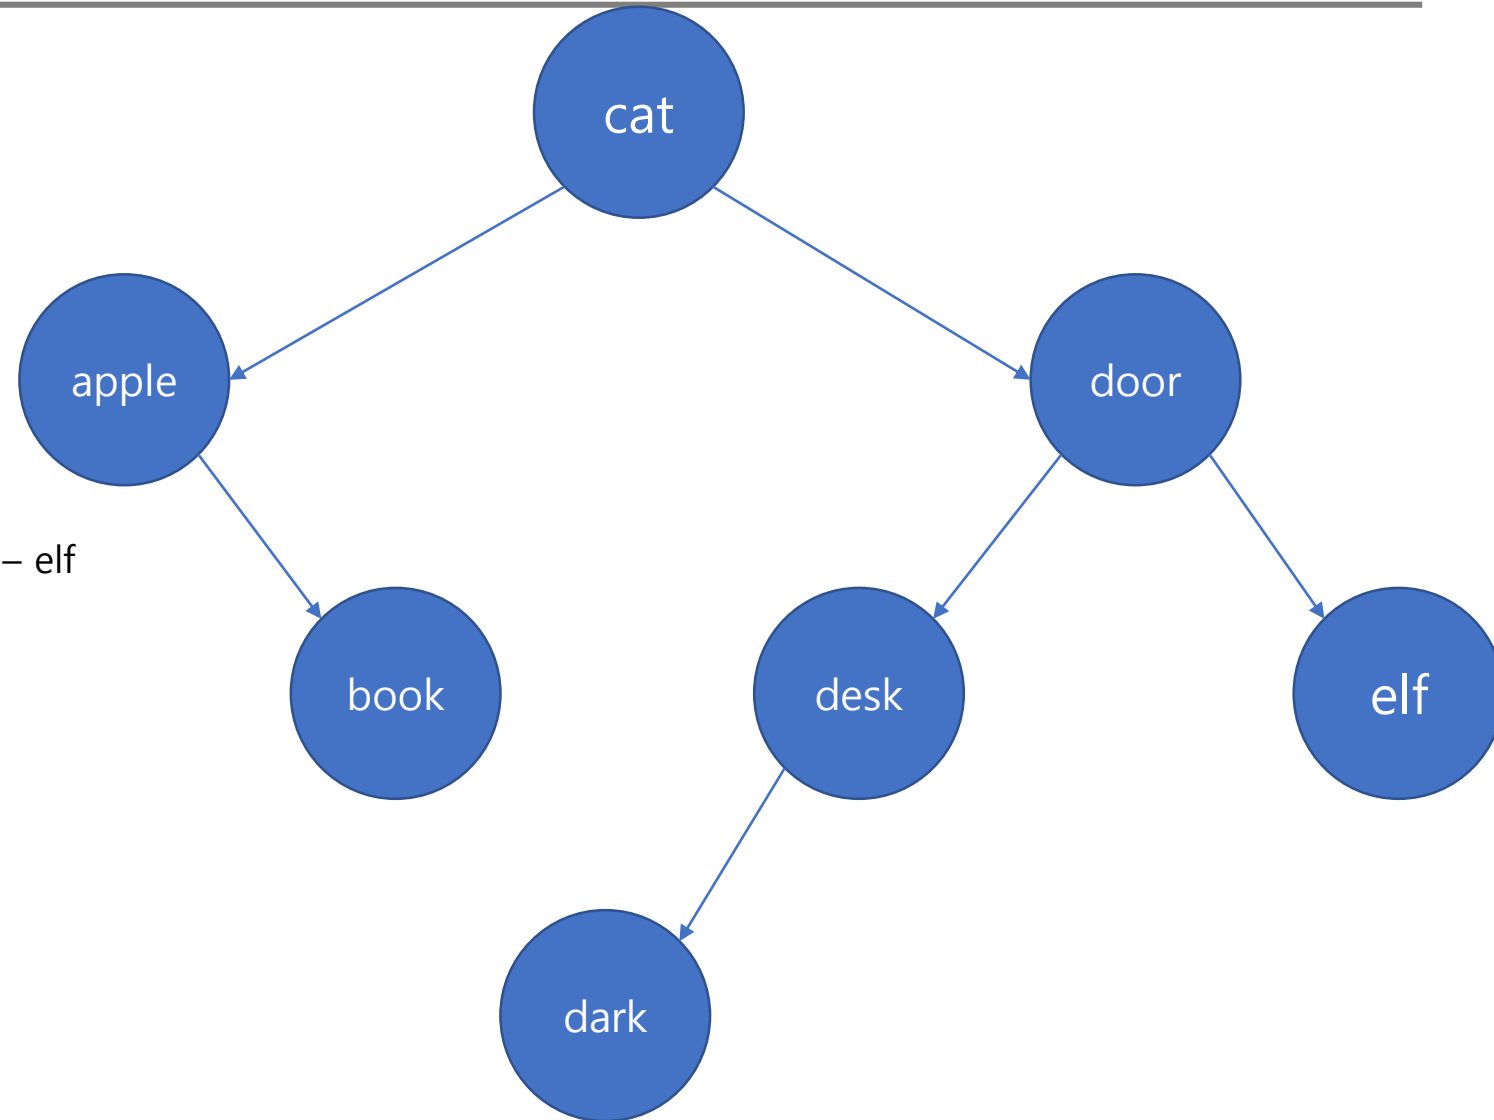 cat
apple
door
– elf
book
desk
elf
dark